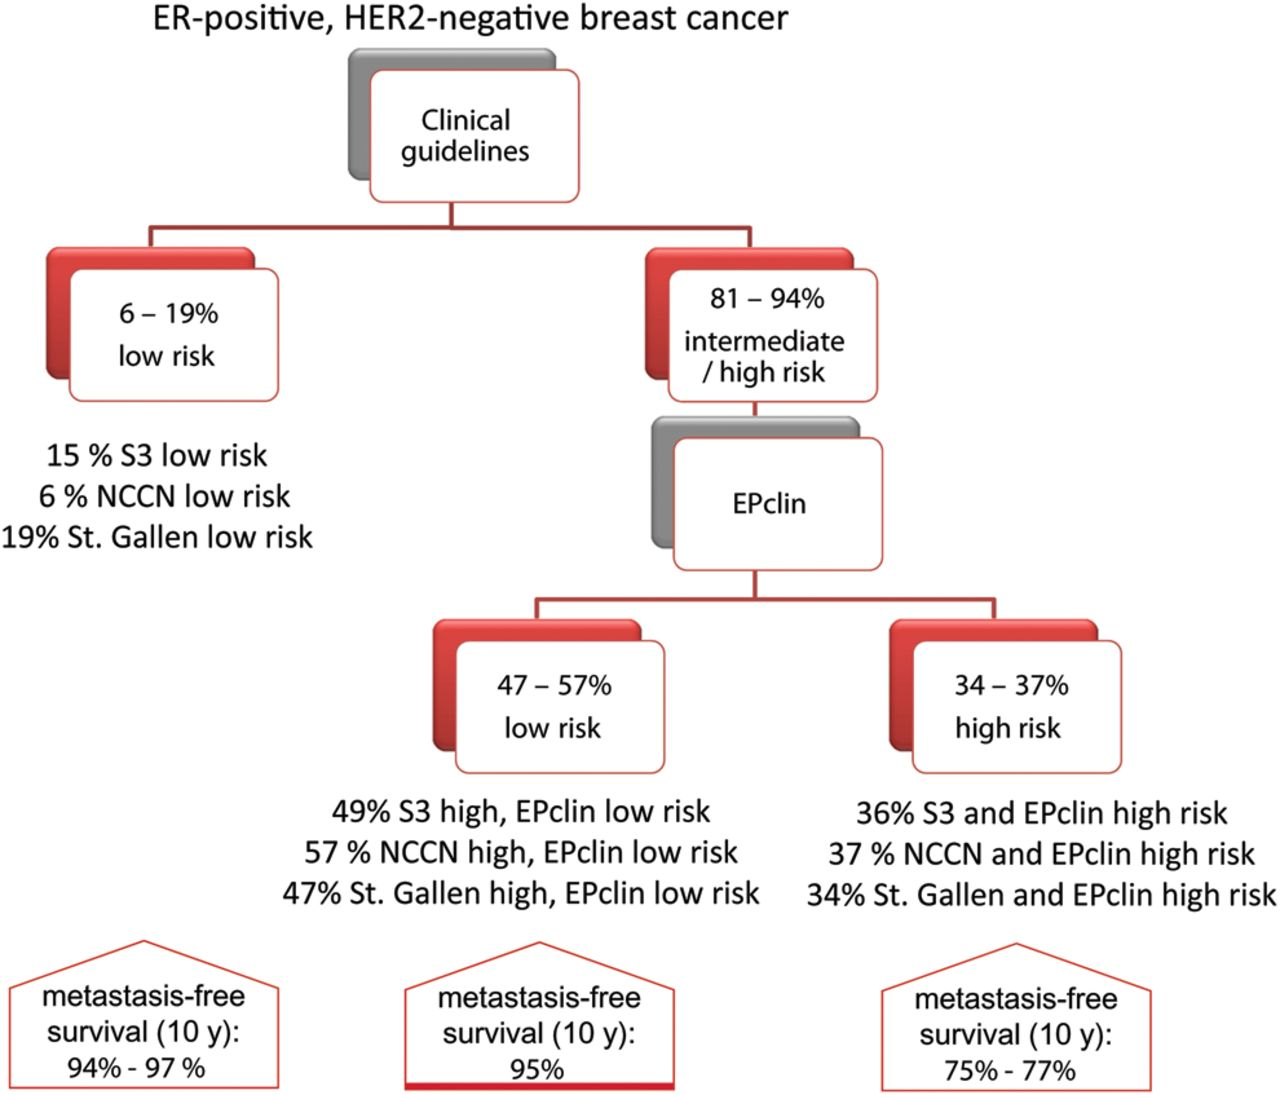 ER-positive, HER2-negative breast cancer
Clinical
guidelines
6 – 19%
low risk
81 – 94%
intermediate
/ high risk
15 % S3 low risk
6 % NCCN low risk
19% St. Gallen low risk
EPclin
47 – 57%
low risk
34 – 37%
high risk
49% S3 high, EPclin low risk
57 % NCCN high, EPclin low risk
47% St. Gallen high, EPclin low risk
36% S3 and EPclin high risk
37 % NCCN and EPclin high risk
34% St. Gallen and EPclin high risk
metastasis-free
survival (10 y):
94% - 97 %
metastasis-free
survival (10 y):
95%
metastasis-free
survival (10 y):
75% - 77%